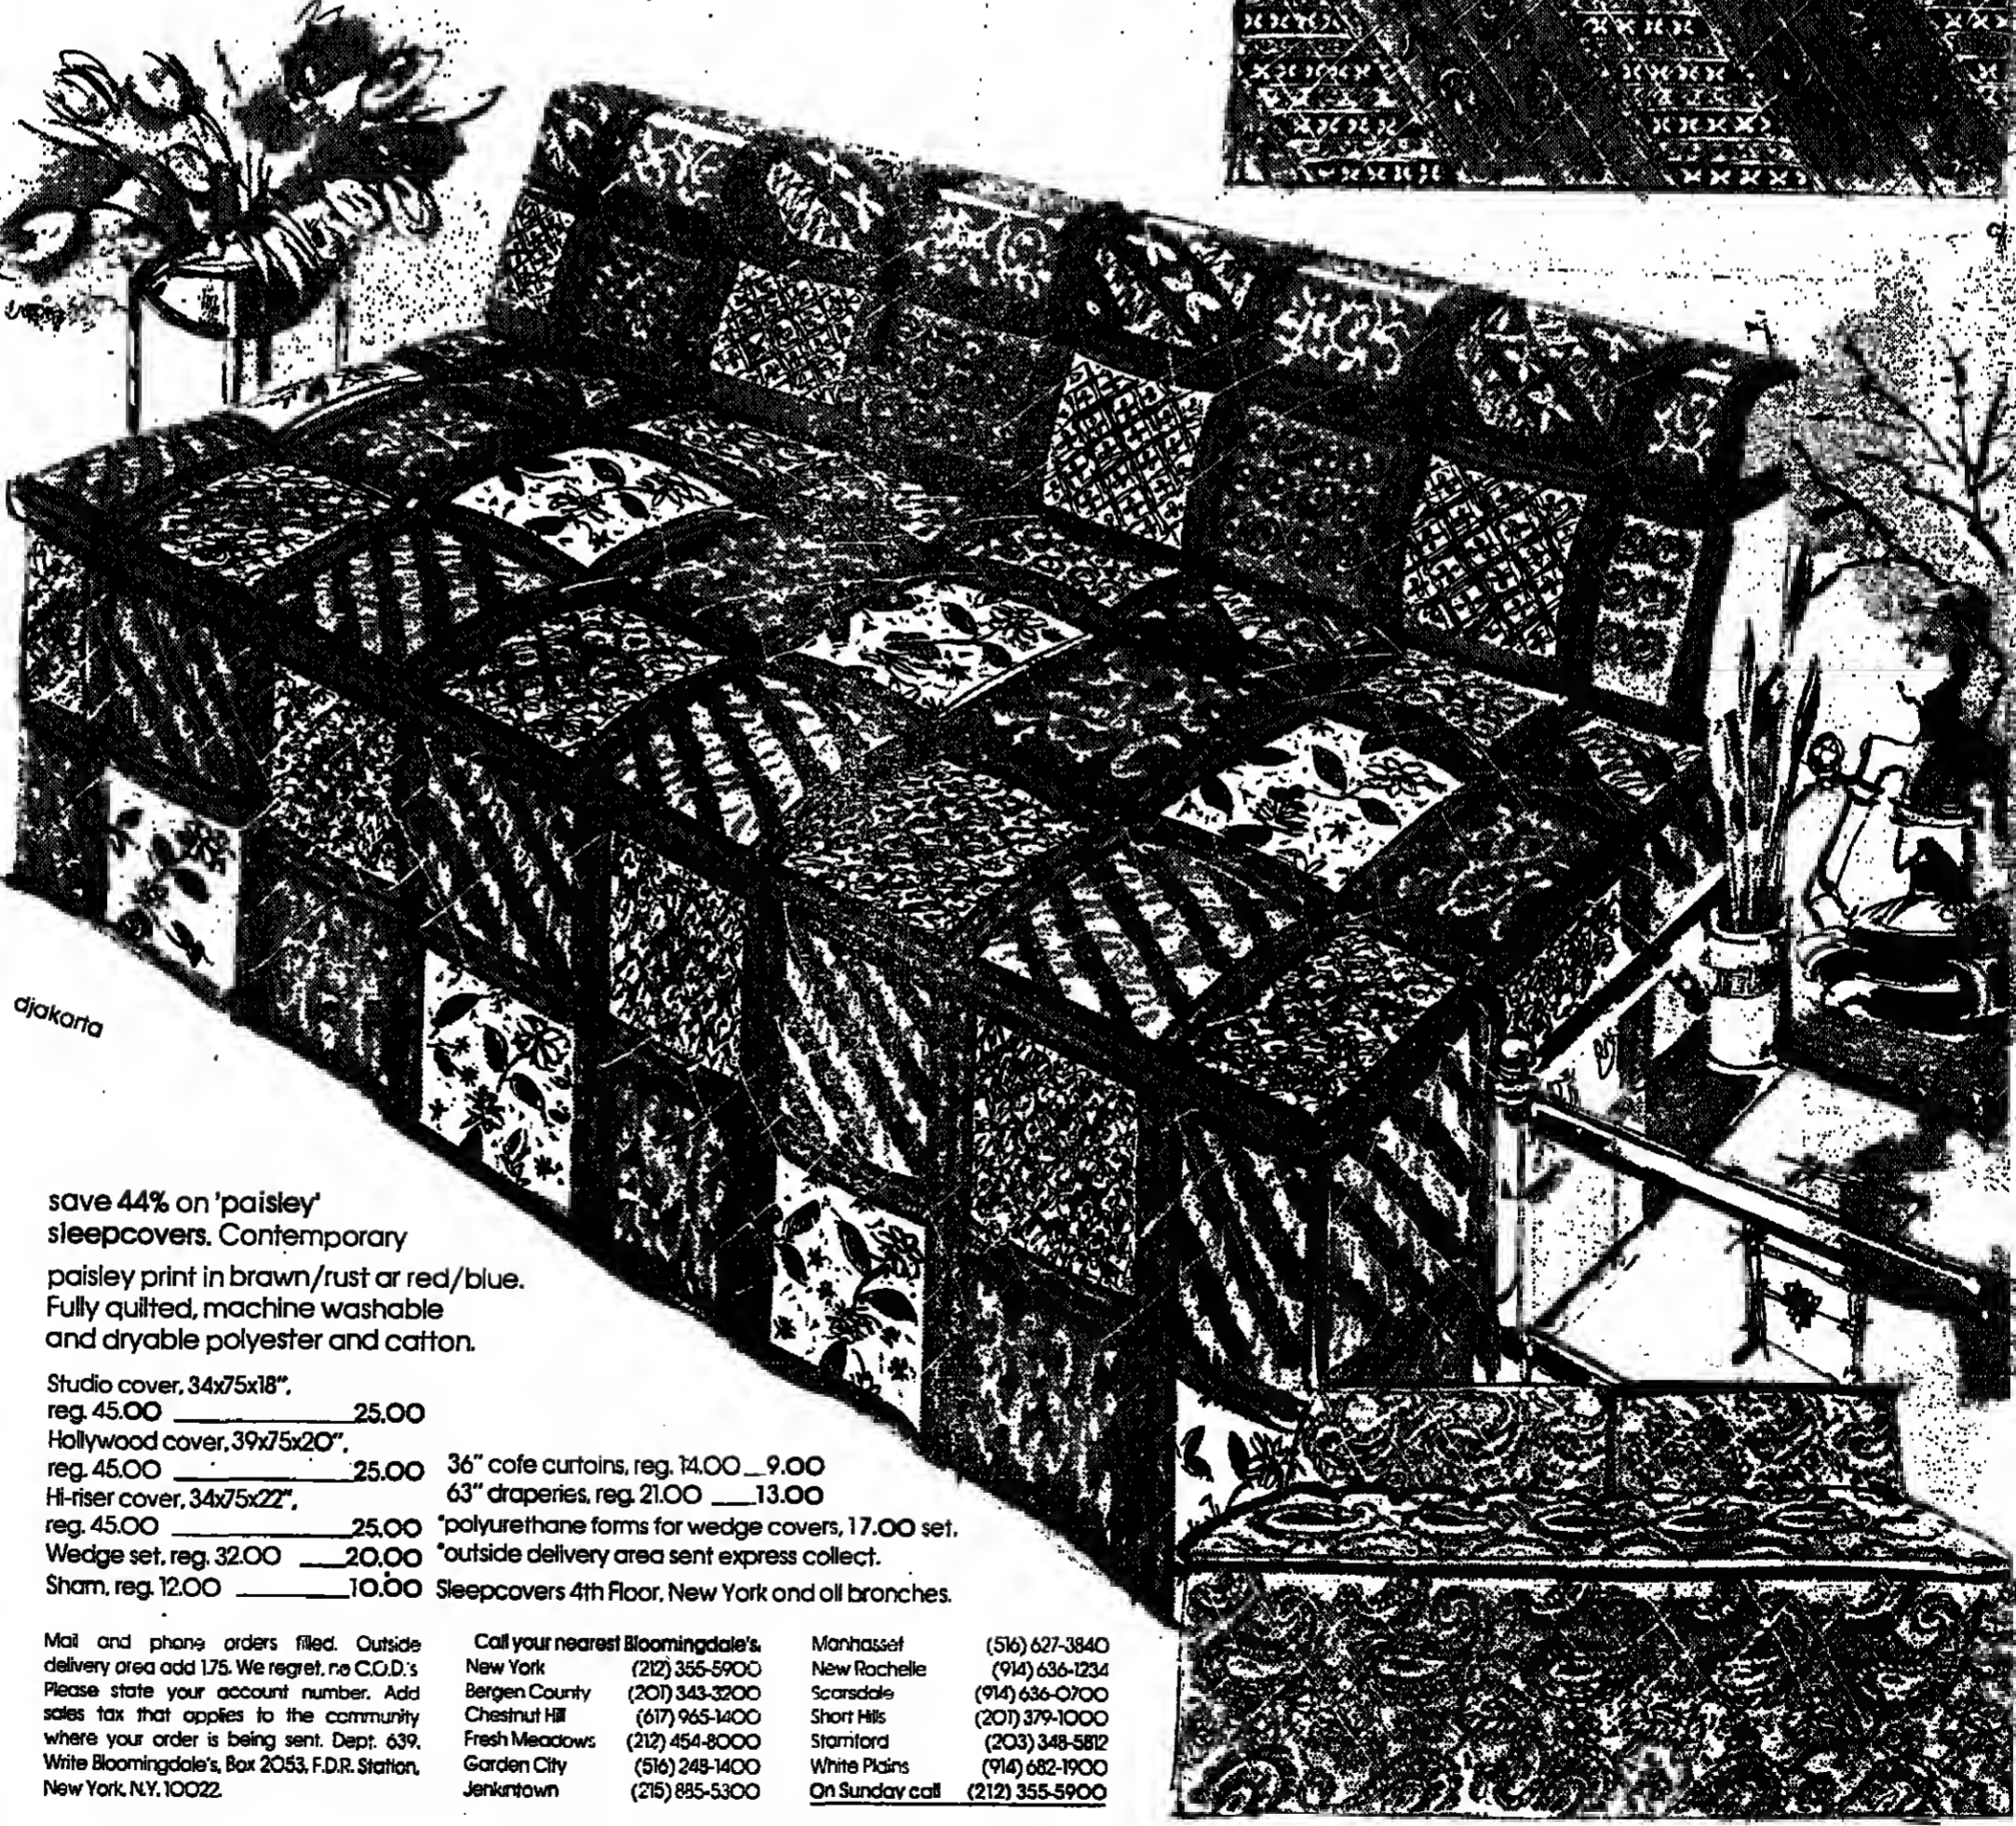 djakarta
save 44% on 'paisley'
sleepcovers. Contemporary
paisley print in brawn/rust ar red/blue.
Fully quilted, machine washable
and dryable polyester and catton.
Studio cover, 34x75x18",
reg. 45.00 25.00
Hollywood cover, 39x75x20",
reg. 45.00 25.00
Hi-riser cover, 34x75x22",
reg. 45.00 25.00
Wedge set, reg. 32.00 20.00
Sham, reg. 12.00 10.00
36" cofe curtoins, reg. 14.00 9.00
63" draperies, reg. 21.00 13.00
*polyurethane forms for wedge covers, 17.00 set.
*outside delivery area sent express collect.
Sleepcovers 4th Floor, New York ond oll bronches.
Mail and phone orders filled. Outside
delivery area add 1.75. We regret, no C.O.D.'s
Please state your account number. Add
sales tax that applies to the community
where your order is being sent. Dept. 639,
Write Bloomingdale's, Box 2053, F.D.R. Station,
New York, N.Y. 10022.
Call your nearest Bloomingdale's.
New York (212) 355-5900
Bergen County (201) 343-3200
Chestnut Hill (617) 965-1400
Fresh Meadows (212) 454-8000
Garden City (516) 248-1400
Jenkintown (215) 885-5300
Manhasset (516) 627-3840
New Rochelle (914) 636-1234
Scarsdale (914) 636-0700
Short Hills (201) 379-1000
Stamford (203) 348-5812
White Plains (914) 682-1900
On Sunday call (212) 355-5900